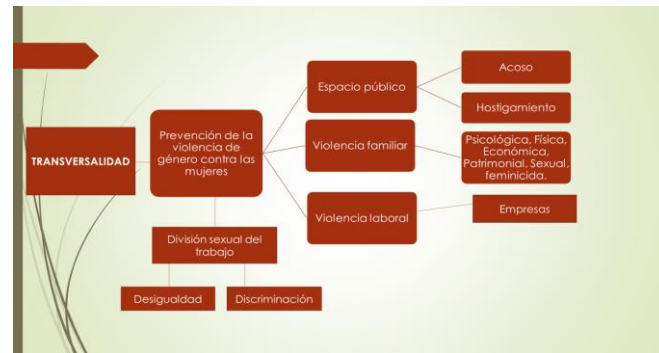 TRANSVERSALIDAD
Prevención de la
violencia de
género contra las
mujeres
División sexual del
trabajo
Desigualdad
Discriminación
Espacio público
Acoso
Hostigamiento
Violencia familiar
Psicológica, Física,
Económica,
Patrimonial, Sexual,
feminicida.
Violencia laboral
Empresas